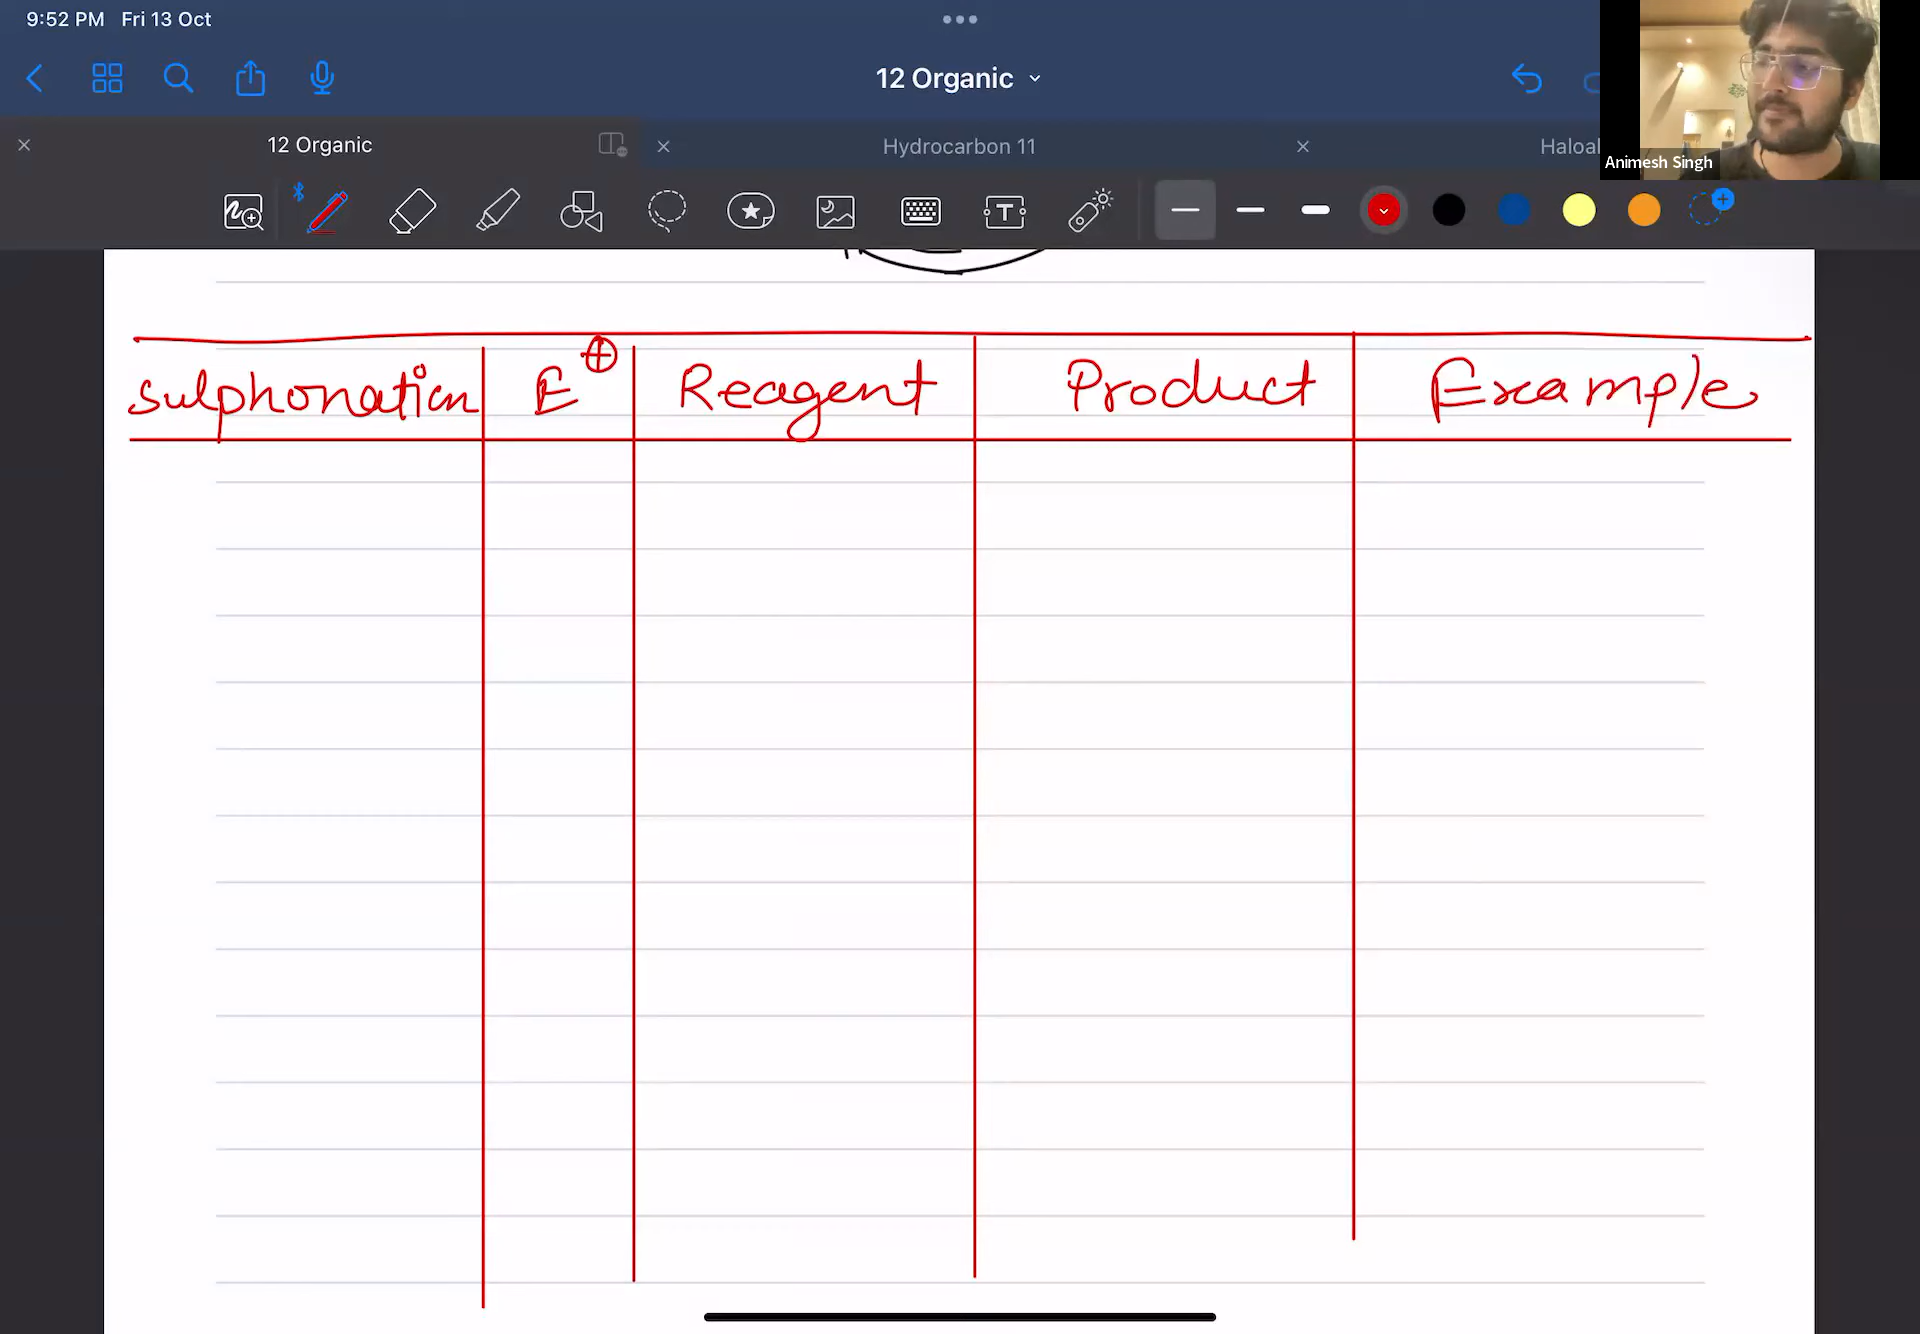 9:52 PM Fri 13 Oct
12 Organic
12 Organic
Hydrocarbon 11
Haloal
Animesh Singh
T
sulphonation E⊕ Reagent Product Example